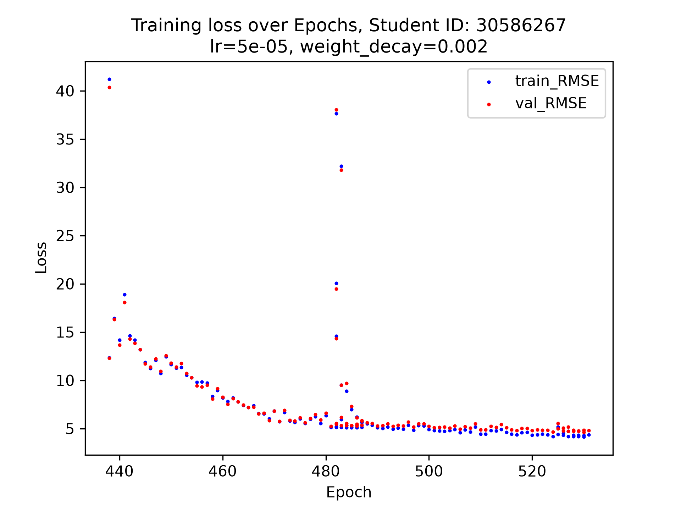 Training loss over Epochs, Student ID: 30586267
lr=5e-05, weight_decay=0.002
train_RMSE
val_RMSE
40
35
30
25
20
15
10
5
Loss
440
460
480
500
520
Epoch